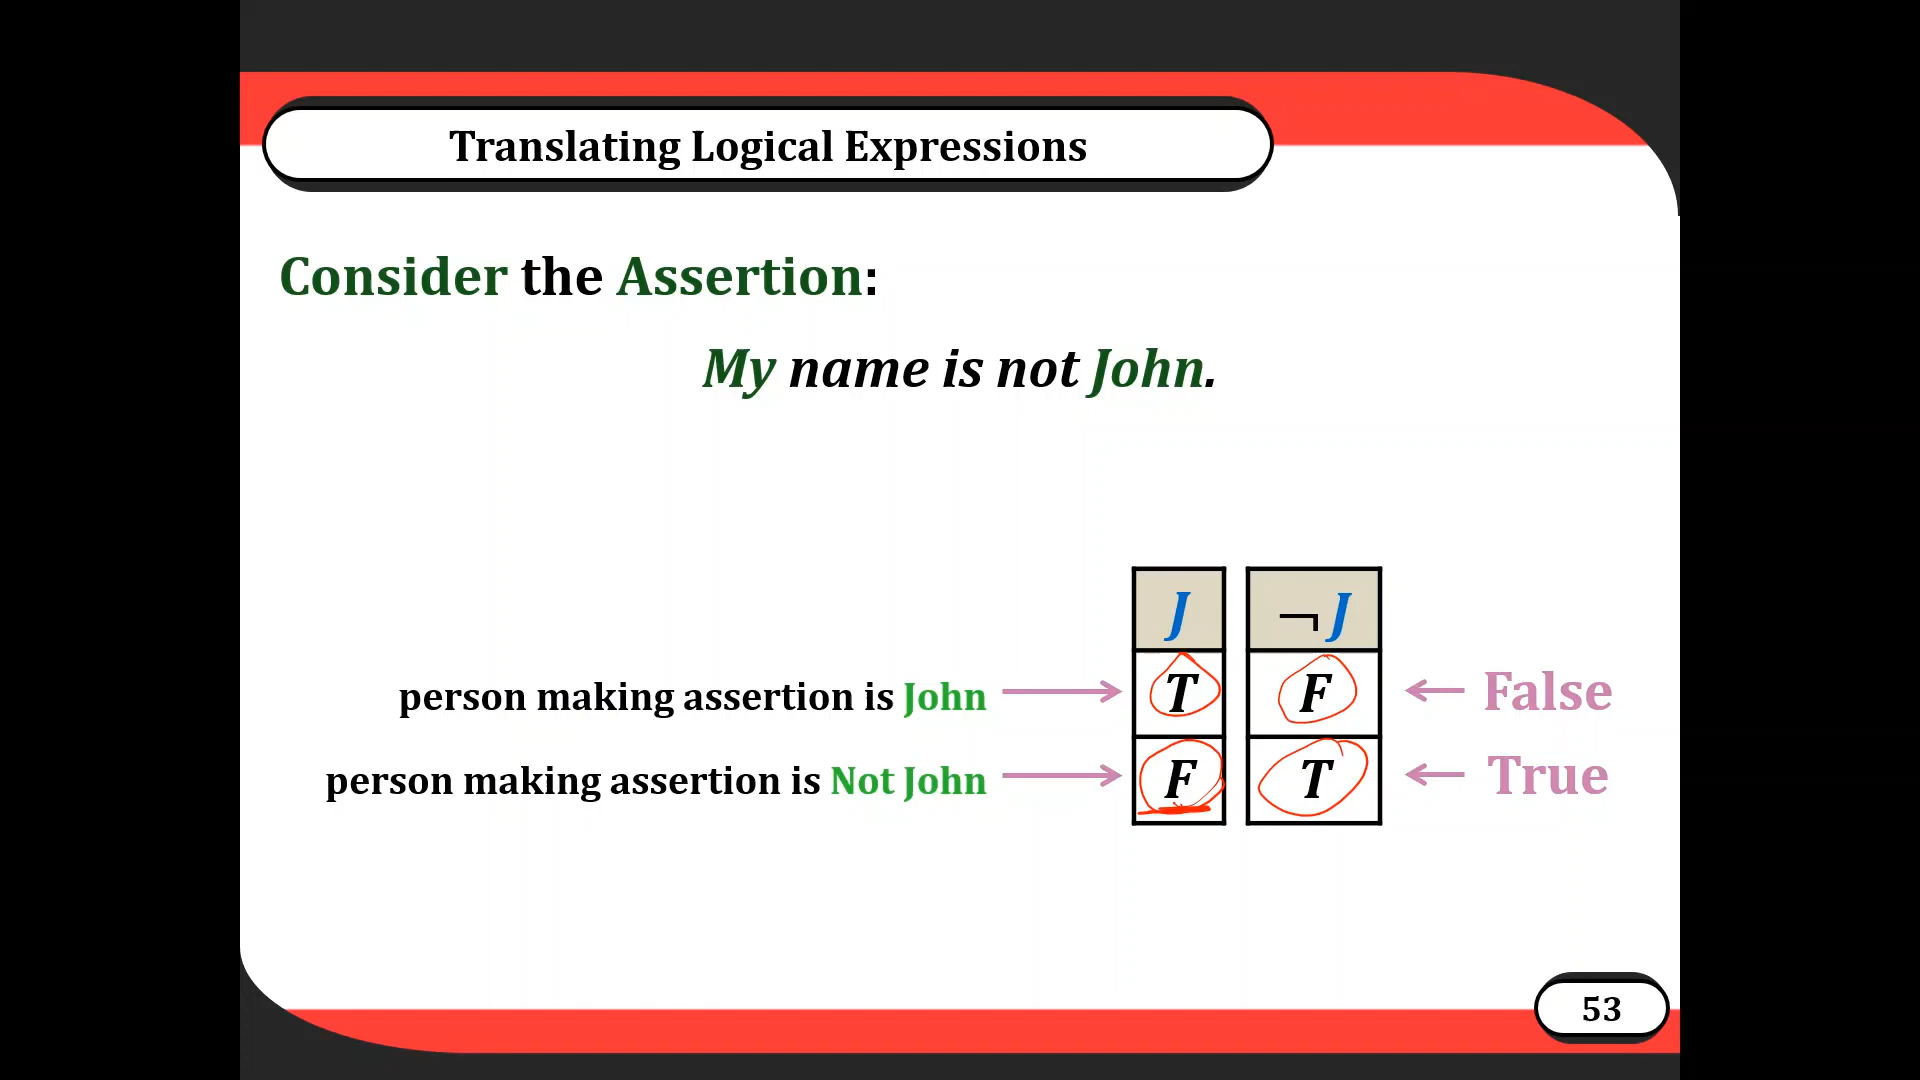 Translating Logical Expressions
Consider the Assertion:
My name is not John.
J ¬ J
person making assertion is John T F False
person making assertion is Not John F T True
53